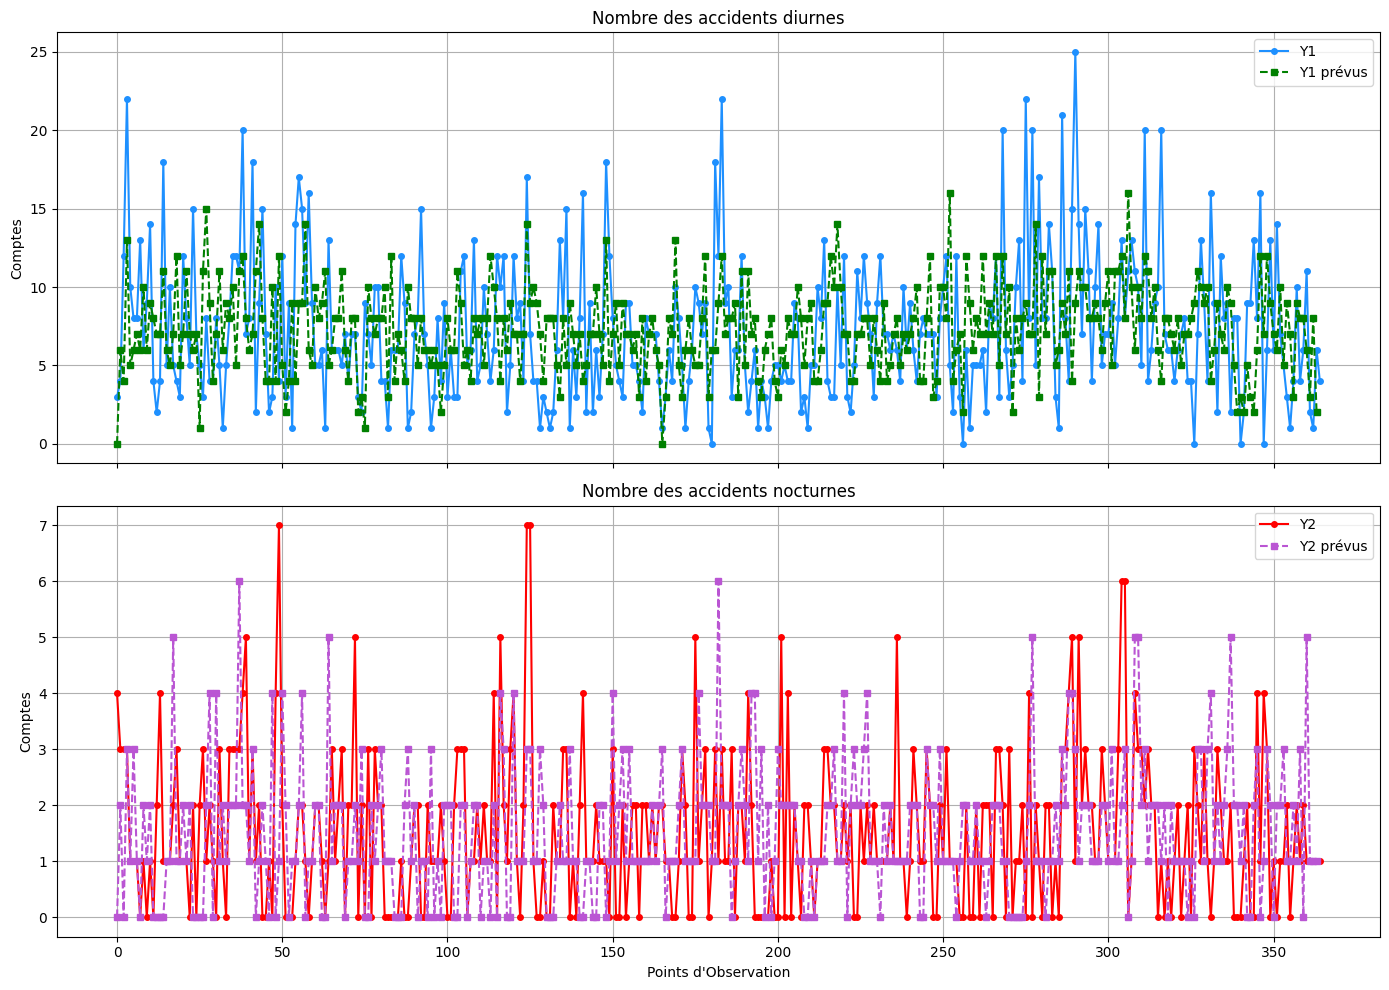 Nombre des accidents diurnes
Y1
Y1 prévus
Comptes
25
20
15
10
5
0
Nombre des accidents nocturnes
Y2
Y2 prévus
Comptes
7
6
5
4
3
2
1
0
0
50
100
150
200
250
300
350
Points d'Observation